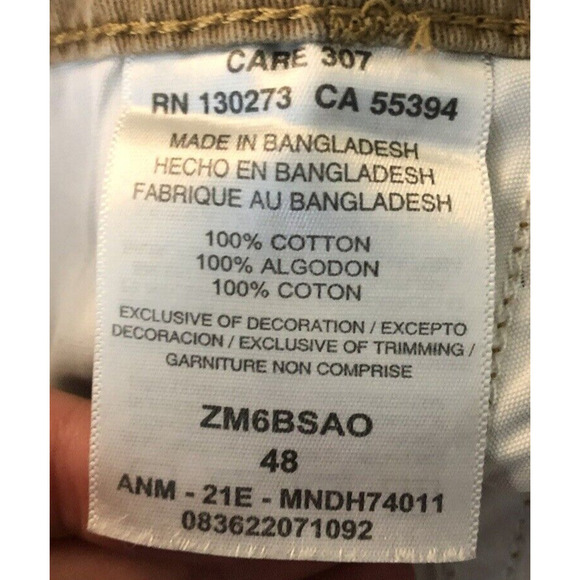 CARE 307
RN 130273 CA 55394
MADE IN BANGLADESH
HECHO EN BANGLADESH
FABRIQUE AU BANGLADESH
100% COTTON
100% ALGODON
100% COTON
EXCLUSIVE OF DECORATION / EXCEPTO
DECORACION / EXCLUSIVE OF TRIMMING /
GARNITURE NON COMPRISE
ZM6BSAO
48
ANM - 21E - MNDH74011
083622071092